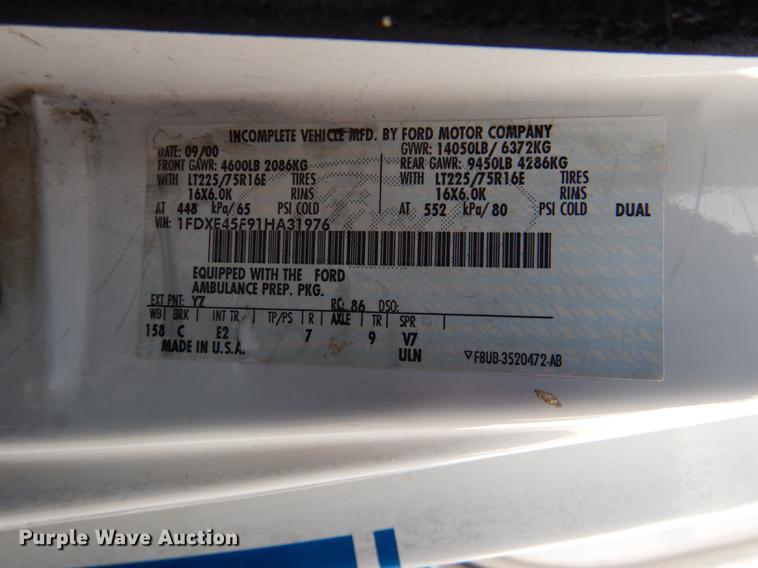 INCOMPLETE VEHICLE MFD. BY FORD MOTOR COMPANY
DATE: 09/00 GVWR: 14050LB/ 6372KG
FRONT GAWR: 4600LB 2086KG REAR GAWR: 9450LB 4286KG
WITH LT225/75R16E TIRES WITH LT225/75R16E TIRES
16X6.0K RIMS 16X6.0K RIMS
AT 448 kPa/ 65 PSI COLD AT 552 kPa/ 80 PSI COLD DUAL
VIN: 1FDXE45F91HA31976
EQUIPPED WITH THE FORD
AMBULANCE PREP. PKG.
EXT PNT: Y7 RC: 86 DSO:
WB BRK INT TR TP/PS R AXLE TR SPR
158 C E2 7 9 V7
MADE IN U.S.A. ULN ▽F8UB-3520472-AB
Purple Wave Auction